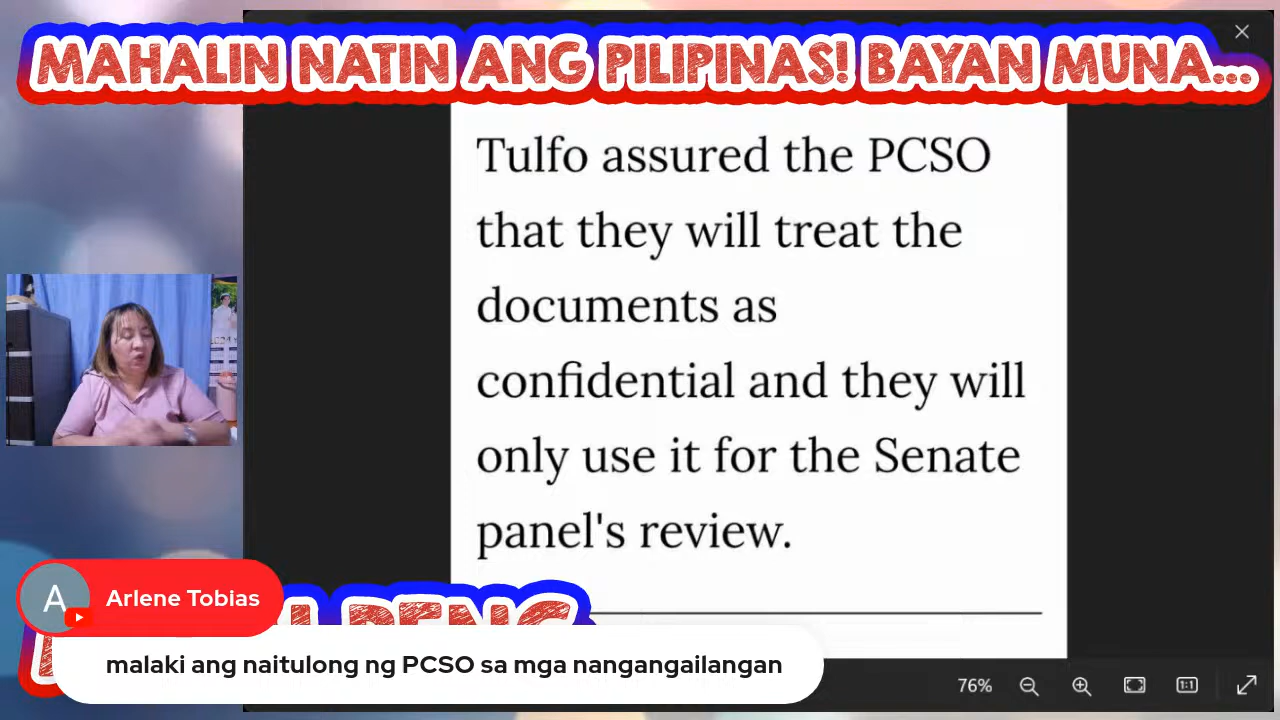 MAHALIN NATIN ANG PILIPINAS! BAYAN MUNA...
Tulfo assured the PCSO
that they will treat the
documents as
confidential and they will
only use it for the Senate
panel's review.
Arlene Tobias
malaki ang naitulong ng PCSO sa mga nangangailangan
A
76%
1:1